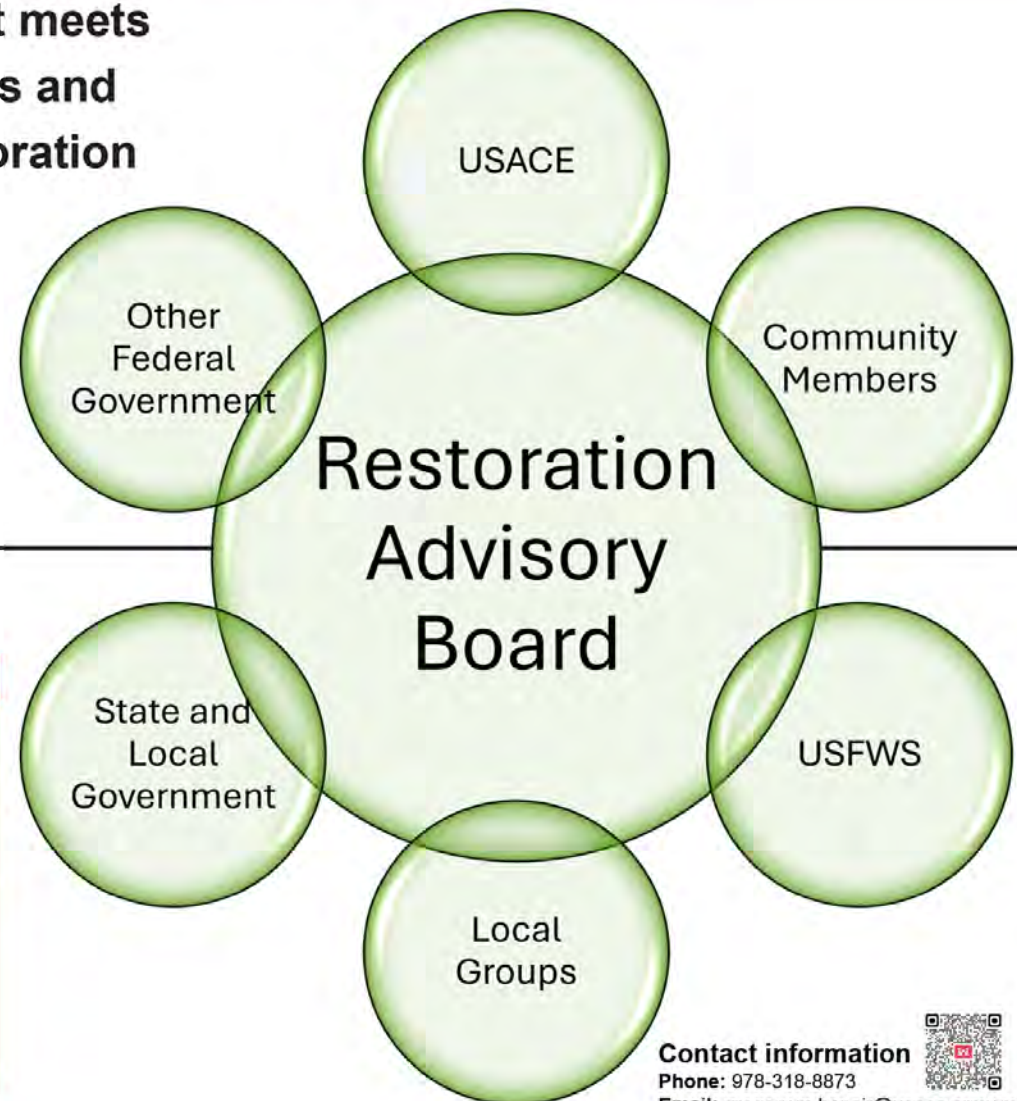 t meets
s and
oration
USACE
Other
Federal
Government
Community
Members
Restoration
Advisory
Board
State and
Local
Government
USFWS
Local
Groups
Contact information
Phone: 978-318-8873